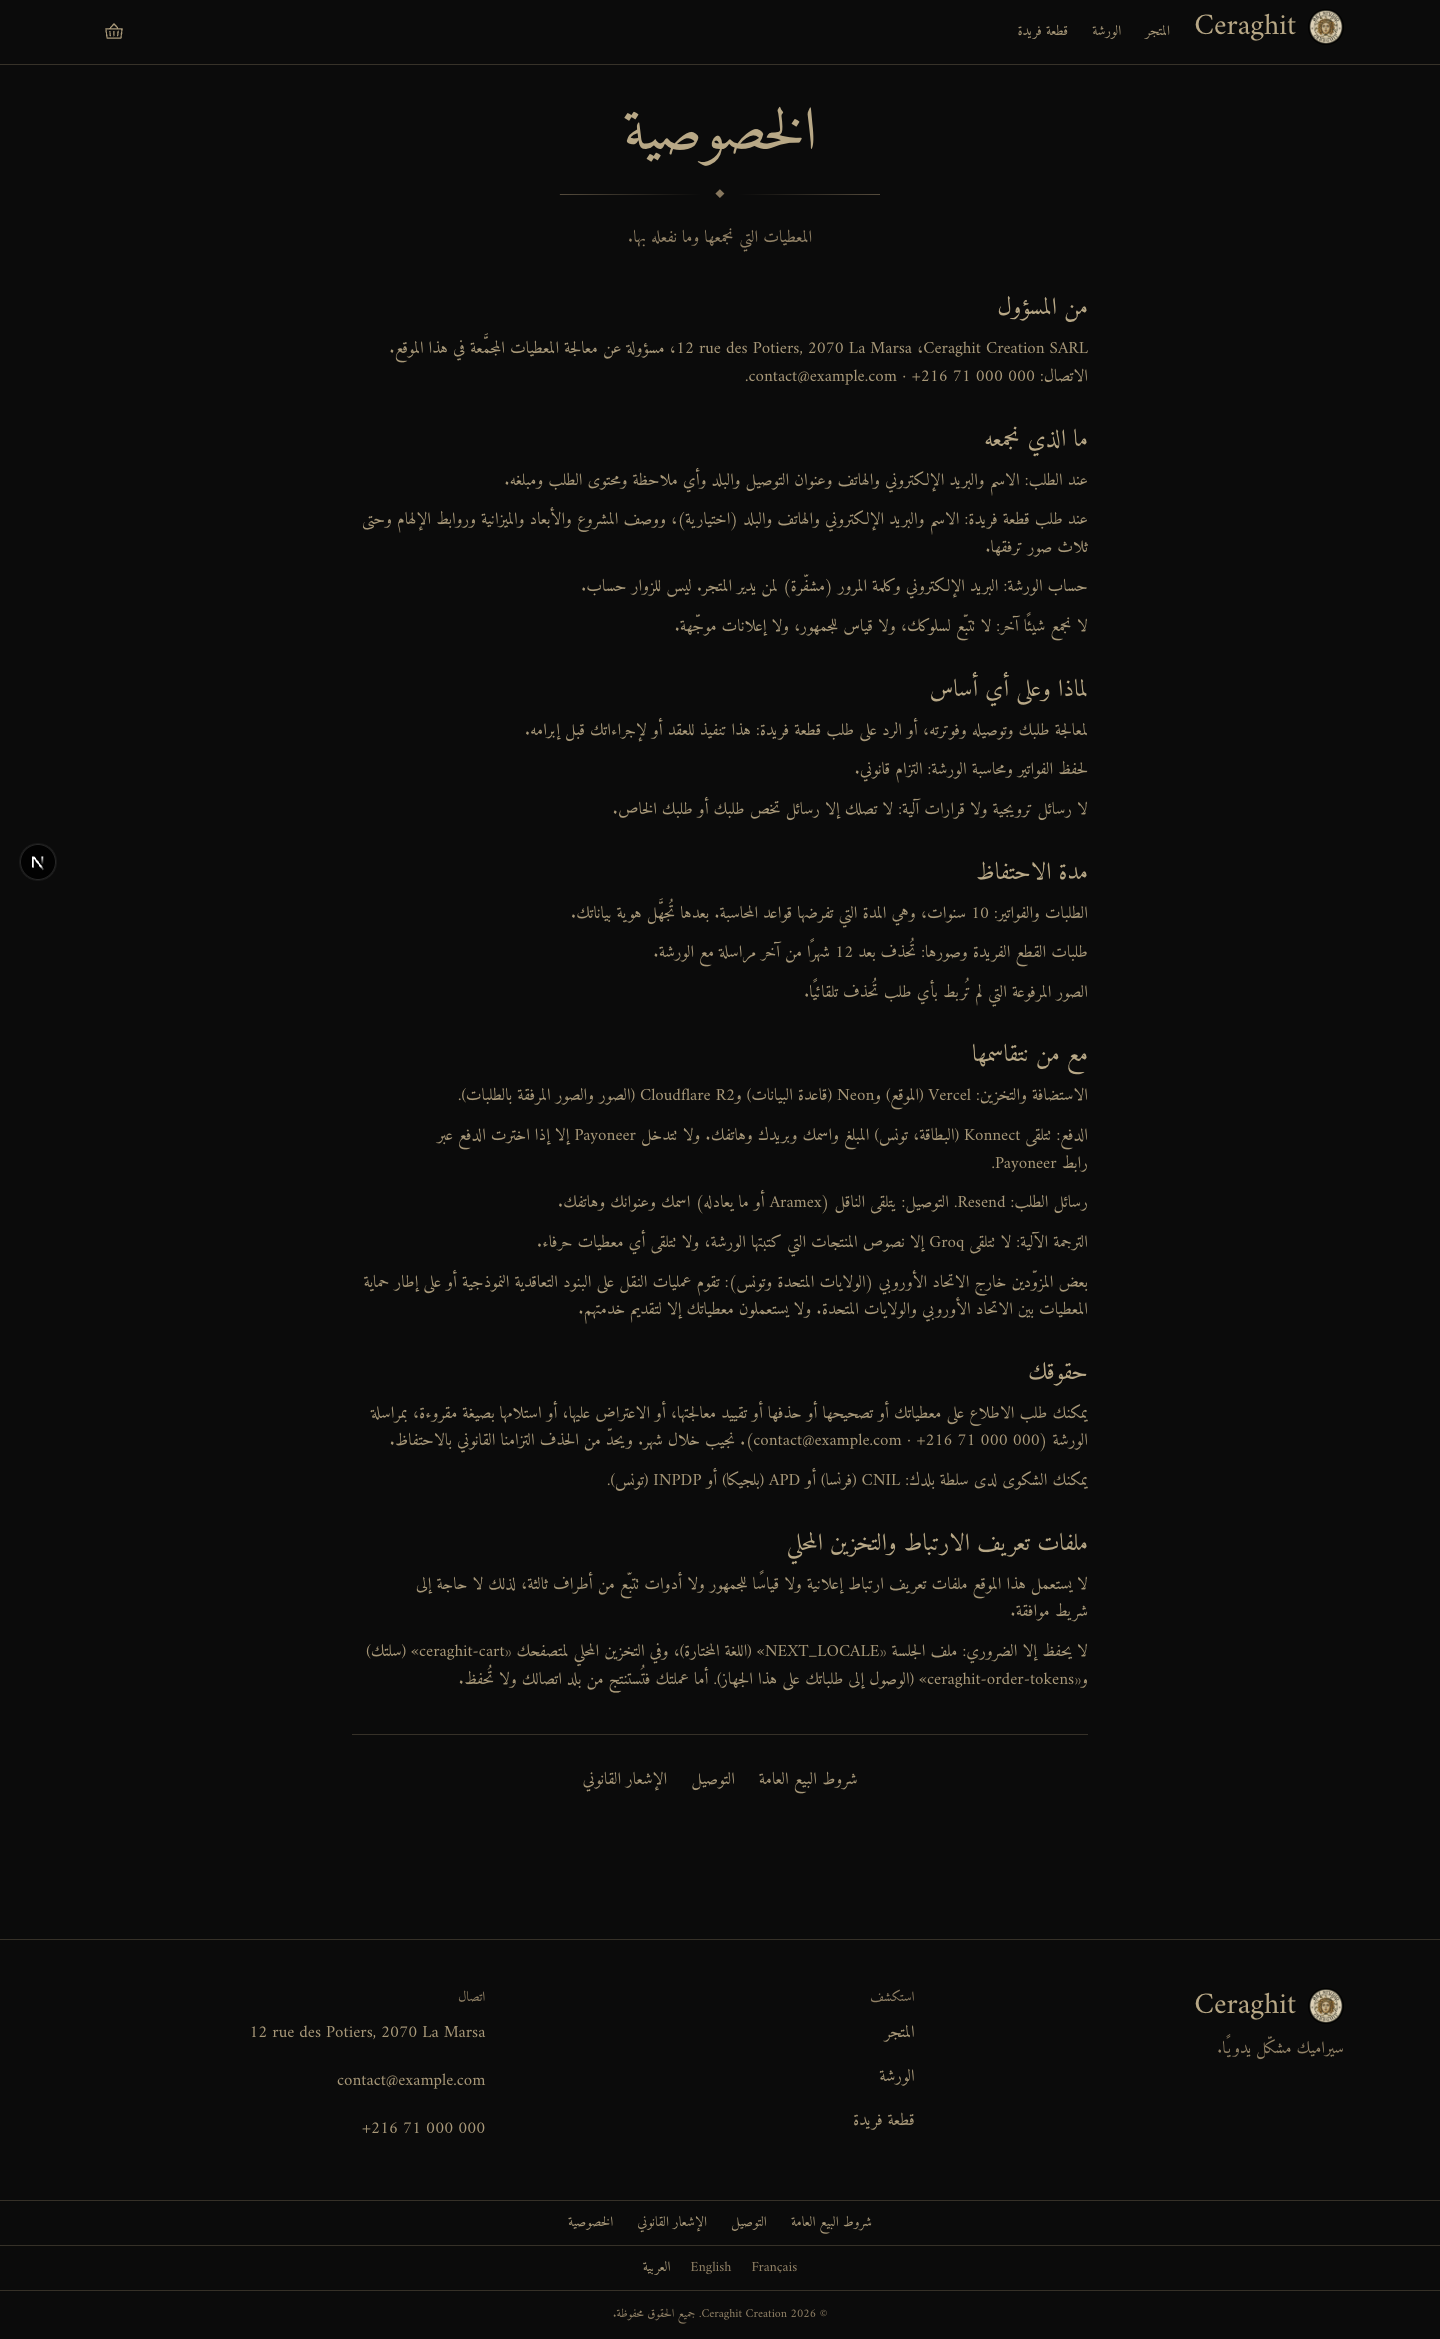 Ceraghit
المتجر
الورشة
قطعة فريدة
الخصوصية
المعطيات التي نجمعها وما نفعله بها.
من المسؤول
Ceraghit Creation SARL، 12 rue des Potiers, 2070 La Marsa، مسؤولة عن معالجة المعطيات المجمَّعة في هذا الموقع.
الاتصال: contact@example.com · +216 71 000 000.
ما الذي نجمعه
عند الطلب: الاسم والبريد الإلكتروني والهاتف وعنوان التوصيل والبلد وأي ملاحظة ومحتوى الطلب ومبلغه.
عند طلب قطعة فريدة: الاسم والبريد الإلكتروني والهاتف والبلد (اختيارية)، ووصف المشروع والأبعاد والميزانية وروابط الإلهام وحتى
ثلاث صور ترفقها.
حساب الورشة: البريد الإلكتروني وكلمة المرور (مشفّرة) لمن يدير المتجر. ليس للزوار حساب.
لا نجمع شيئًا آخر: لا تتبّع لسلوكك، ولا قياس للجمهور، ولا إعلانات موجّهة.
لماذا وعلى أي أساس
لمعالجة طلبك وتوصيله وفوترته، أو الرد على طلب قطعة فريدة: هذا تنفيذ للعقد أو لإجراءاتك قبل إبرامه.
لحفظ الفواتير ومحاسبة الورشة: التزام قانوني.
لا رسائل ترويجية ولا قرارات آلية: لا تصلك إلا رسائل تخص طلبك أو طلبك الخاص.
مدة الاحتفاظ
الطلبات والفواتير: 10 سنوات، وهي المدة التي تفرضها قواعد المحاسبة. بعدها تُجهَّل هوية بياناتك.
طلبات القطع الفريدة وصورها: تُحذف بعد 12 شهرًا من آخر مراسلة مع الورشة.
الصور المرفوعة التي لم تُربط بأي طلب تُحذف تلقائيًا.
مع من نتقاسمها
الاستضافة والتخزين: Vercel (الموقع) وNeon (قاعدة البيانات) وCloudflare R2 (الصور والصور المرفقة بالطلبات).
الدفع: تتلقى Konnect (البطاقة، تونس) المبلغ واسمك وبريدك وهاتفك. ولا تتدخل Payoneer إلا إذا اخترت الدفع عبر
رابط Payoneer.
رسائل الطلب: Resend. التوصيل: يتلقى الناقل (Aramex أو ما يعادله) اسمك وعنوانك وهاتفك.
الترجمة الآلية: لا تتلقى Groq إلا نصوص المنتجات التي كتبتها الورشة، ولا تتلقى أي معطيات حرفاء.
بعض المزوّدين خارج الاتحاد الأوروبي (الولايات المتحدة وتونس): تقوم عمليات النقل على البنود التعاقدية النموذجية أو على إطار حماية
المعطيات بين الاتحاد الأوروبي والولايات المتحدة. ولا يستعملون معطياتك إلا لتقديم خدمتهم.
حقوقك
يمكنك طلب الاطلاع على معطياتك أو تصحيحها أو حذفها أو تقييد معالجتها، أو الاعتراض عليها، أو استلامها بصيغة مقروءة، بمراسلة
الورشة (contact@example.com · +216 71 000 000). نجيب خلال شهر. ويحدّ من الحذف التزامنا القانوني بالاحتفاظ.
يمكنك الشكوى لدى سلطة بلدك: CNIL (فرنسا) أو APD (بلجيكا) أو INPDP (تونس).
ملفات تعريف الارتباط والتخزين المحلي
لا يستعمل هذا الموقع ملفات تعريف ارتباط إعلانية ولا قياسًا للجمهور ولا أدوات تتبّع من أطراف ثالثة، لذلك لا حاجة إلى
شريط موافقة.
لا يحفظ إلا الضروري: ملف الجلسة «NEXT_LOCALE» (اللغة المختارة)، وفي التخزين المحلي لمتصفحك «ceraghit-cart» (سلتك)
و«ceraghit-order-tokens» (الوصول إلى طلباتك على هذا الجهاز). أما عملتك فتُستنتج من بلد اتصالك ولا تُحفظ.
شروط البيع العامة
التوصيل
الإشعار القانوني
Ceraghit
سيراميك مشكّل يدويًا.
استكشف
المتجر
الورشة
قطعة فريدة
اتصال
12 rue des Potiers, 2070 La Marsa
contact@example.com
+216 71 000 000
شروط البيع العامة
التوصيل
الإشعار القانوني
الخصوصية
Français
English
العربية
© 2026 Ceraghit Creation. جميع الحقوق محفوظة.